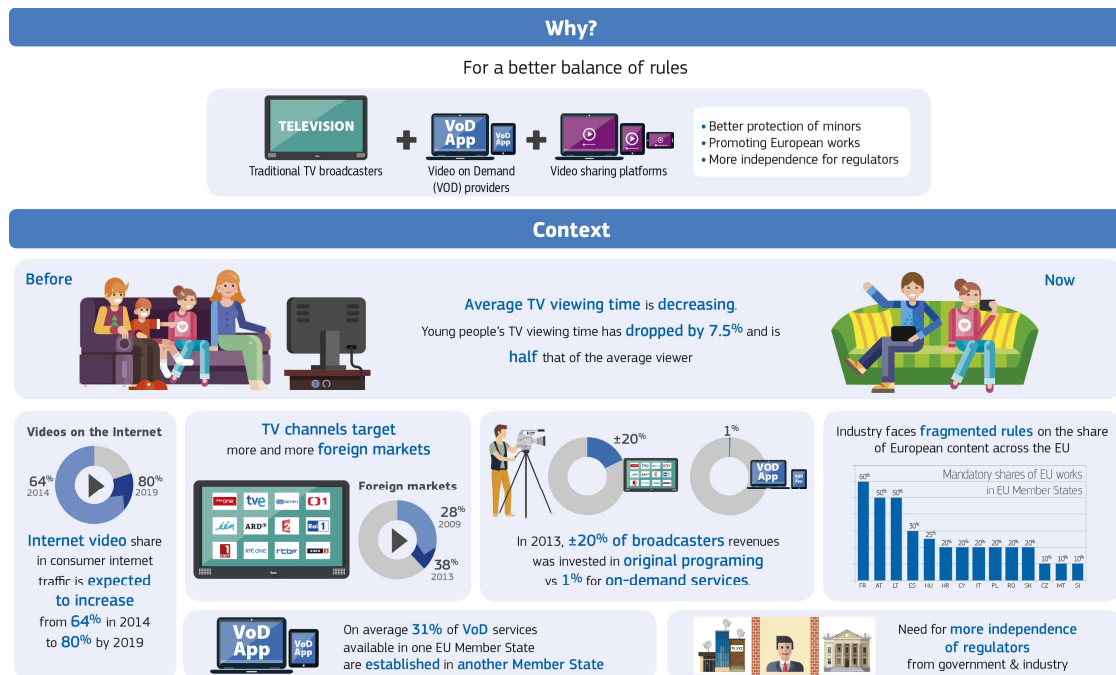 Why?
For a better balance of rules
TELEVISION
Traditional TV broadcasters
VoD
App
VoD
App
Video on Demand
(VOD) providers
Video sharing platforms
• Better protection of minors
• Promoting European works
• More independence for regulators
Context
Before
Average TV viewing time is decreasing.
Young people's TV viewing time has dropped by 7.5% and is
half that of the average viewer
Now
Videos on the Internet
64%
2014
80%
2019
Internet video share
in consumer internet
traffic is expected
to increase
from 64% in 2014
to 80% by 2019
TV channels target
more and more foreign markets
one
tve
1
één
ARD
2
Rai 1
1
RTÉ ONE
rtbf
Foreign markets
28%
2009
38%
2013
±20%
1%
VOD
App
In 2013, ±20% of broadcasters revenues
was invested in original programing
vs 1% for on-demand services.
Industry faces fragmented rules on the share
of European content across the EU
Mandatory shares of EU works
in EU Member States
60% 50% 50% 30% 25% 20% 20% 20% 20% 20% 20% 10% 10% 10%
FR AT LT ES HU HR CY IT PL RO SK CZ MT SI
VoD
App
VoD
App
On average 31% of VoD services
available in one EU Member State
are established in another Member State
Need for more independence
of regulators
from government & industry